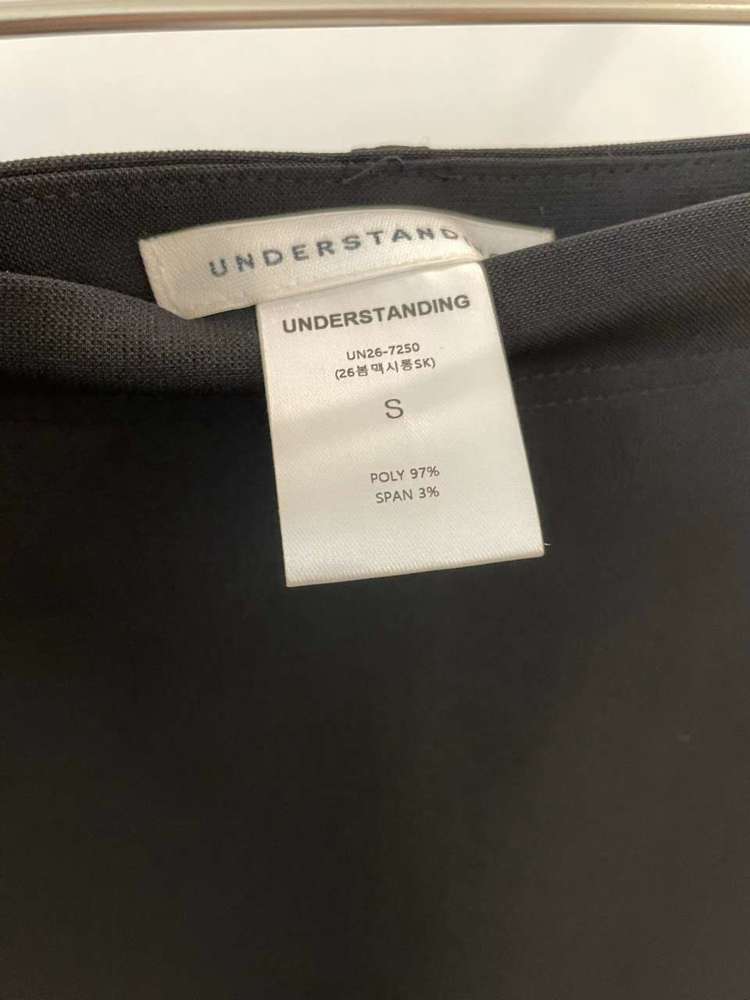 UNDERSTAND
UNDERSTANDING
UN26-7250
(26봄맥시롱SK)
S
POLY 97%
SPAN 3%